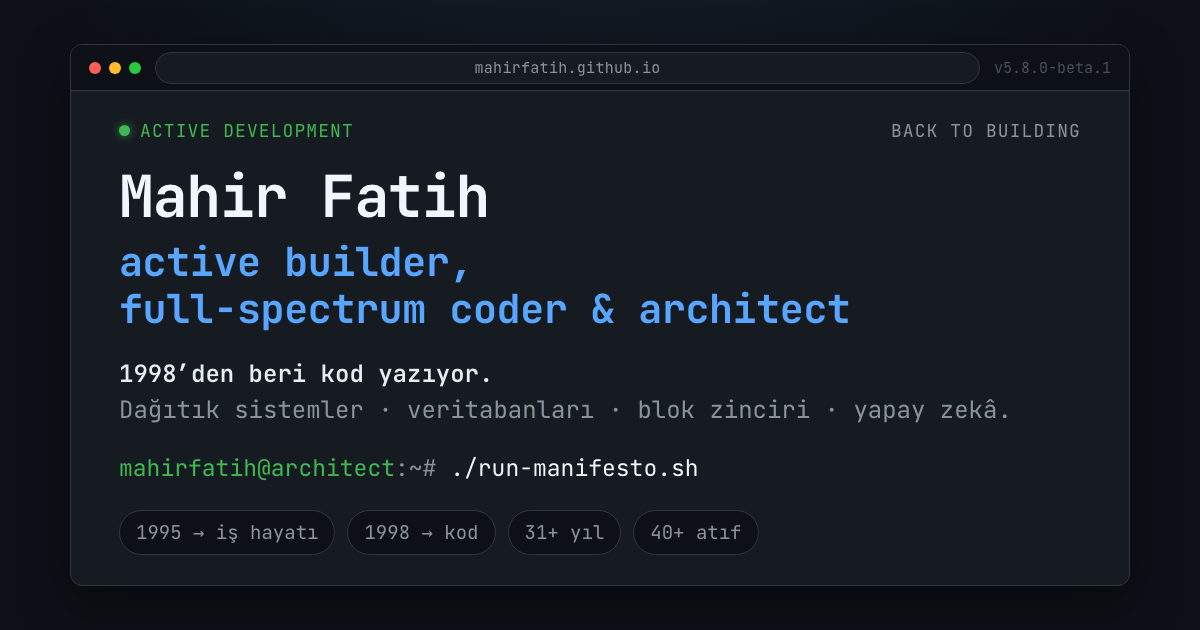 mahirfatih.github.io
v5.8.0-beta.1
ACTIVE DEVELOPMENT
BACK TO BUILDING
Mahir Fatih
active builder,
full-spectrum coder & architect
1998’den beri kod yazıyor.
Dağıtık sistemler · veritabanları · blok zinciri · yapay zekâ.
mahirfatih@architect:~# ./run-manifesto.sh
1995 → iş hayatı
1998 → kod
31+ yıl
40+ atıf